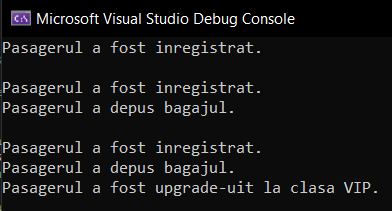 C:\ Microsoft Visual Studio Debug Console
Pasagerul a fost inregistrat.
Pasagerul a fost inregistrat.
Pasagerul a depus bagajul.
Pasagerul a fost inregistrat.
Pasagerul a depus bagajul.
Pasagerul a fost upgrade-uit la clasa VIP.